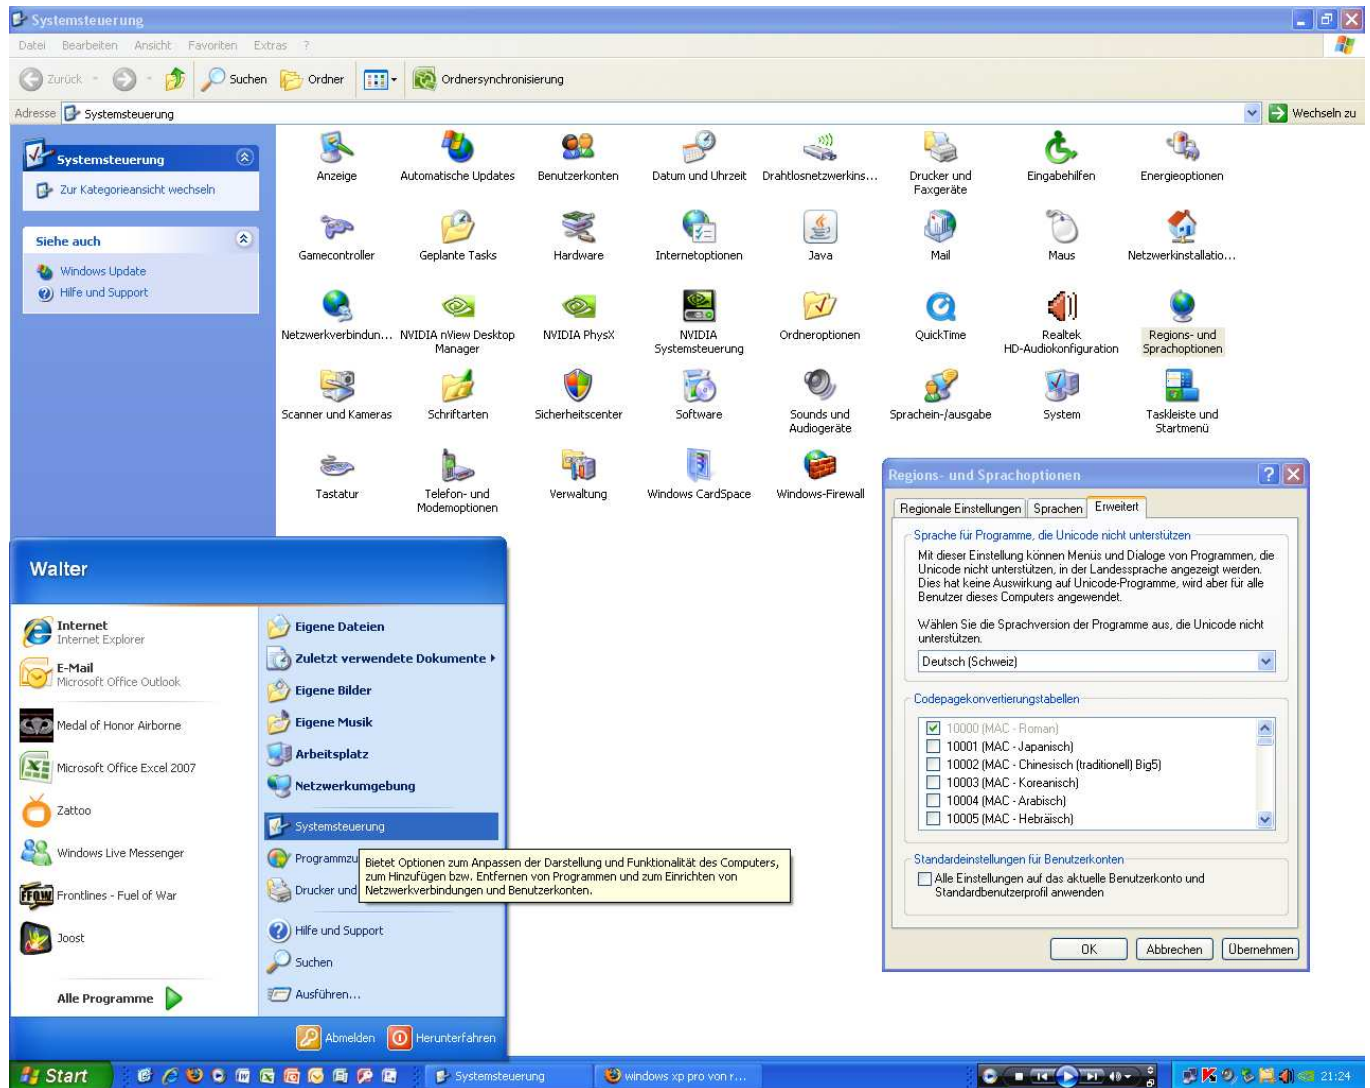 Systemsteuerung
Datei Bearbeiten Ansicht Favoriten Extras ?
Zurück Suchen Ordner Ordnersynchronisierung
Adresse Systemsteuerung Wechseln zu
Systemsteuerung
Zur Kategorieansicht wechseln
Siehe auch
Windows Update
Hilfe und Support
Anzeige Automatische Updates Benutzerkonten Datum und Uhrzeit Drahtlosnetzwerkins... Drucker und Faxgeräte Eingabehilfen Energieoptionen
Gamecontroller Geplante Tasks Hardware Internetoptionen Java Mail Maus Netzwerkinstallatio...
Netzwerkverbindun... NVIDIA nView Desktop Manager NVIDIA PhysX NVIDIA Systemsteuerung Ordneroptionen QuickTime Realtek HD-Audiokonfiguration Regions- und Sprachoptionen
Scanner und Kameras Schriftarten Sicherheitscenter Software Sounds und Audiogeräte Sprachein-/ausgabe System Taskleiste und Startmenü
Tastatur Telefon- und Modemoptionen Verwaltung Windows CardSpace Windows-Firewall
Regions- und Sprachoptionen
Regionale Einstellungen Sprachen Erweitert
Sprache für Programme, die Unicode nicht unterstützen
Mit dieser Einstellung können Menüs und Dialoge von Programmen, die
Unicode nicht unterstützen, in der Landessprache angezeigt werden.
Dies hat keine Auswirkung auf Unicode-Programme, wird aber für alle
Benutzer dieses Computers angewendet.
Wählen Sie die Sprachversion der Programme aus, die Unicode nicht
unterstützen.
Deutsch (Schweiz)
Codepagekonvertierungstabellen
10000 (MAC - Roman)
10001 (MAC - Japanisch)
10002 (MAC - Chinesisch (traditionell) Big5)
10003 (MAC - Koreanisch)
10004 (MAC - Arabisch)
10005 (MAC - Hebräisch)
Standardeinstellungen für Benutzerkonten
Alle Einstellungen auf das aktuelle Benutzerkonto und
Standardbenutzerprofil anwenden
OK Abbrechen Übernehmen
Walter
Internet
Internet Explorer
E-Mail
Microsoft Office Outlook
Medal of Honor Airborne
Microsoft Office Excel 2007
Zattoo
Windows Live Messenger
FFOW Frontlines - Fuel of War
Joost
Alle Programme
Eigene Dateien
Zuletzt verwendete Dokumente
Eigene Bilder
Eigene Musik
Arbeitsplatz
Netzwerkumgebung
Systemsteuerung
Programmzu
Drucker und
Bietet Optionen zum Anpassen der Darstellung und Funktionalität des Computers,
zum Hinzufügen bzw. Entfernen von Programmen und zum Einrichten von
Netzwerkverbindungen und Benutzerkonten.
Hilfe und Support
Suchen
Ausführen...
Abmelden Herunterfahren
Start Systemsteuerung windows xp pro von r... 21:24